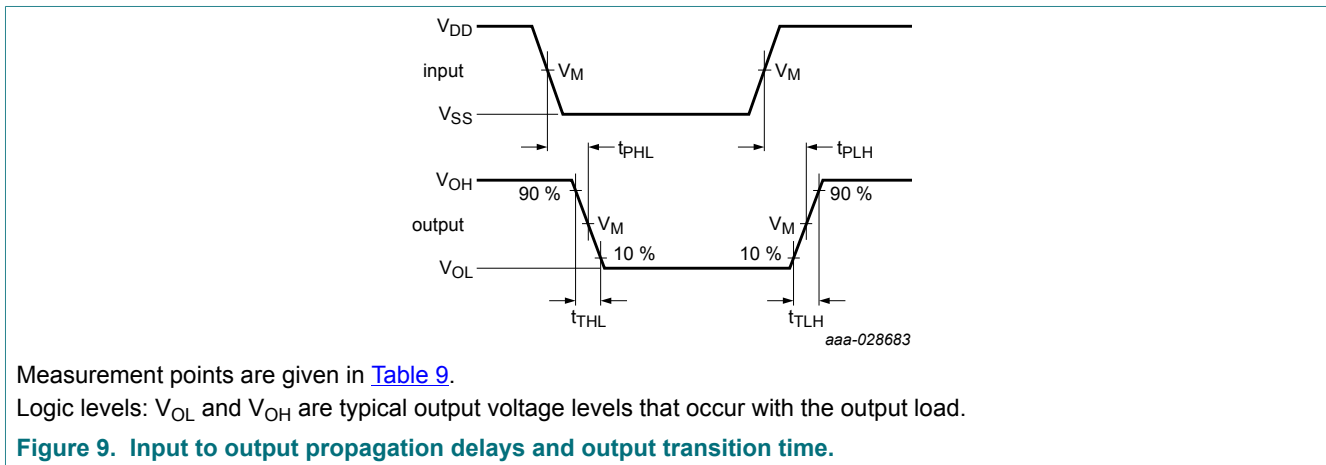 VDD
input
VM
VM
VSS
tPHL
tPLH
VOH
90 %
90 %
output
VM
VM
10 %
10 %
VOL
tTHL
tTLH
aaa-028683
Measurement points are given in Table 9.
Logic levels: VOL and VOH are typical output voltage levels that occur with the output load.
Figure 9. Input to output propagation delays and output transition time.